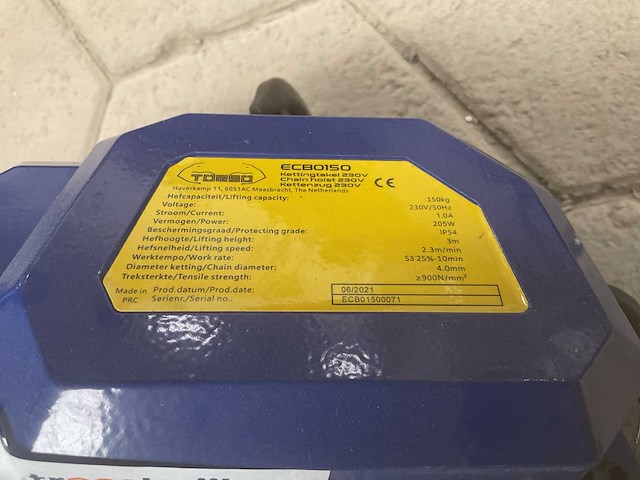 TOESO
ECB0150
Kettingtakel 230V
Chain hoist 230V
Kettenzug 230V
CE
Haverkamp 11, 6051AC Maasbracht, The Netherlands
Hefcapaciteit/Lifting capacity: 150kg
Voltage: 230V/50Hz
Stroom/Current: 1.0A
Vermogen/Power: 205W
Beschermingsgraad/Protecting grade: IP54
Hefhoogte/Lifting height: 3m
Hefsnelheid/Lifting speed: 2.3m/min
Werktempo/Work rate: S3 25%-10min
Diameter ketting/Chain diameter: 4.0mm
Treksterkte/Tensile strength: ≥900N/mm²
Made in PRC
Prod.datum/Prod.date: 06/2021
Serienr./Serial no.: ECB01500071